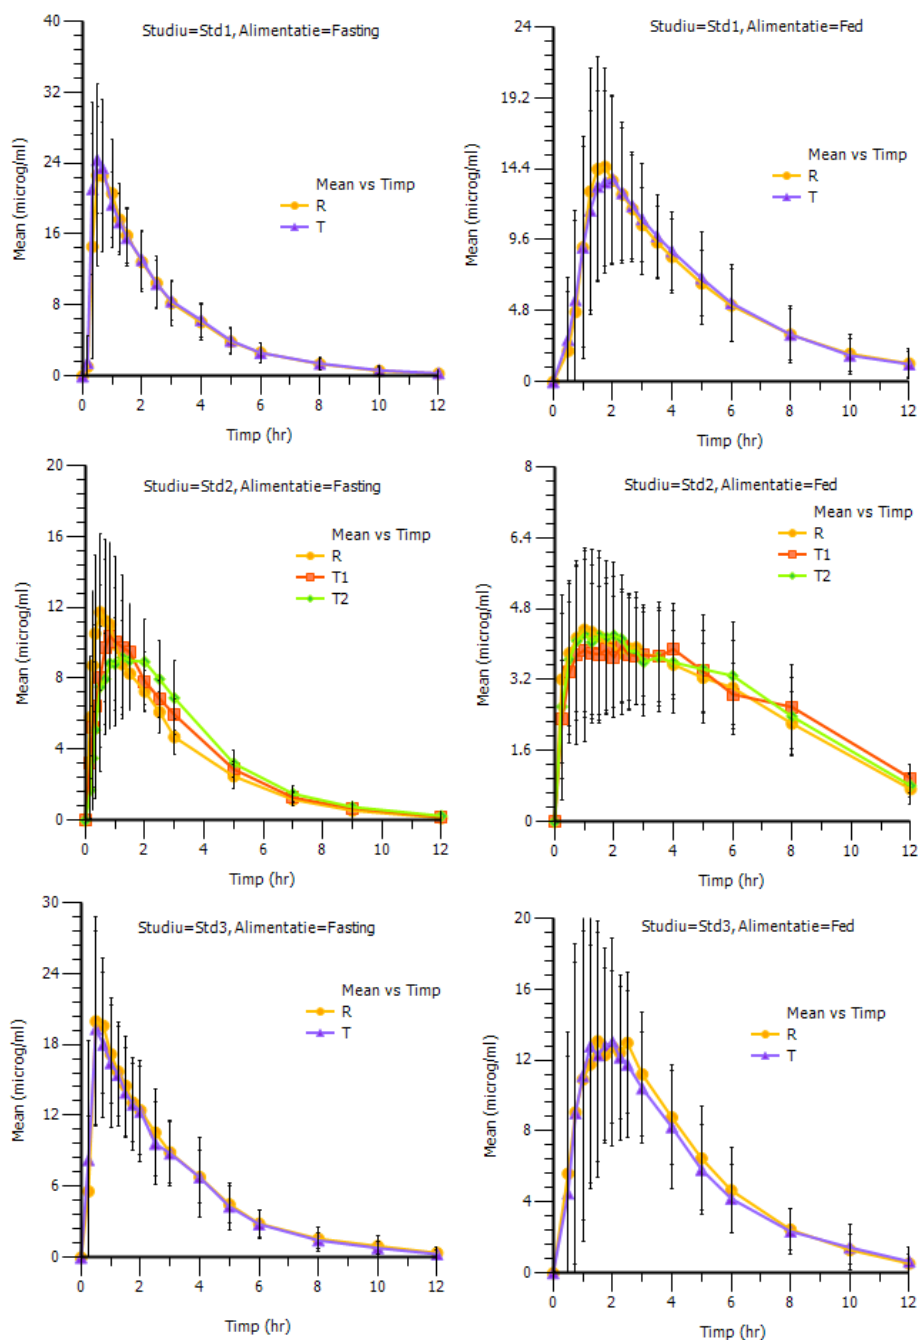 Studiu=Std1, Alimentatie=Fasting
40
32
24
16
8
0
Mean (microg/ml)
Mean vs Timp
R
T
0 2 4 6 8 10 12
Timp (hr)
Studiu=Std1, Alimentatie=Fed
24
19.2
14.4
9.6
4.8
0
Mean (microg/ml)
Mean vs Timp
R
T
0 2 4 6 8 10 12
Timp (hr)
Studiu=Std2, Alimentatie=Fasting
20
16
12
8
4
0
Mean (microg/ml)
Mean vs Timp
R
T1
T2
0 2 4 6 8 10 12
Timp (hr)
Studiu=Std2, Alimentatie=Fed
8
6.4
4.8
3.2
1.6
0
Mean (microg/ml)
Mean vs Timp
R
T1
T2
0 2 4 6 8 10 12
Timp (hr)
Studiu=Std3, Alimentatie=Fasting
30
24
18
12
6
0
Mean (microg/ml)
Mean vs Timp
R
T
0 2 4 6 8 10 12
Timp (hr)
Studiu=Std3, Alimentatie=Fed
20
16
12
8
4
0
Mean (microg/ml)
Mean vs Timp
R
T
0 2 4 6 8 10 12
Timp (hr)